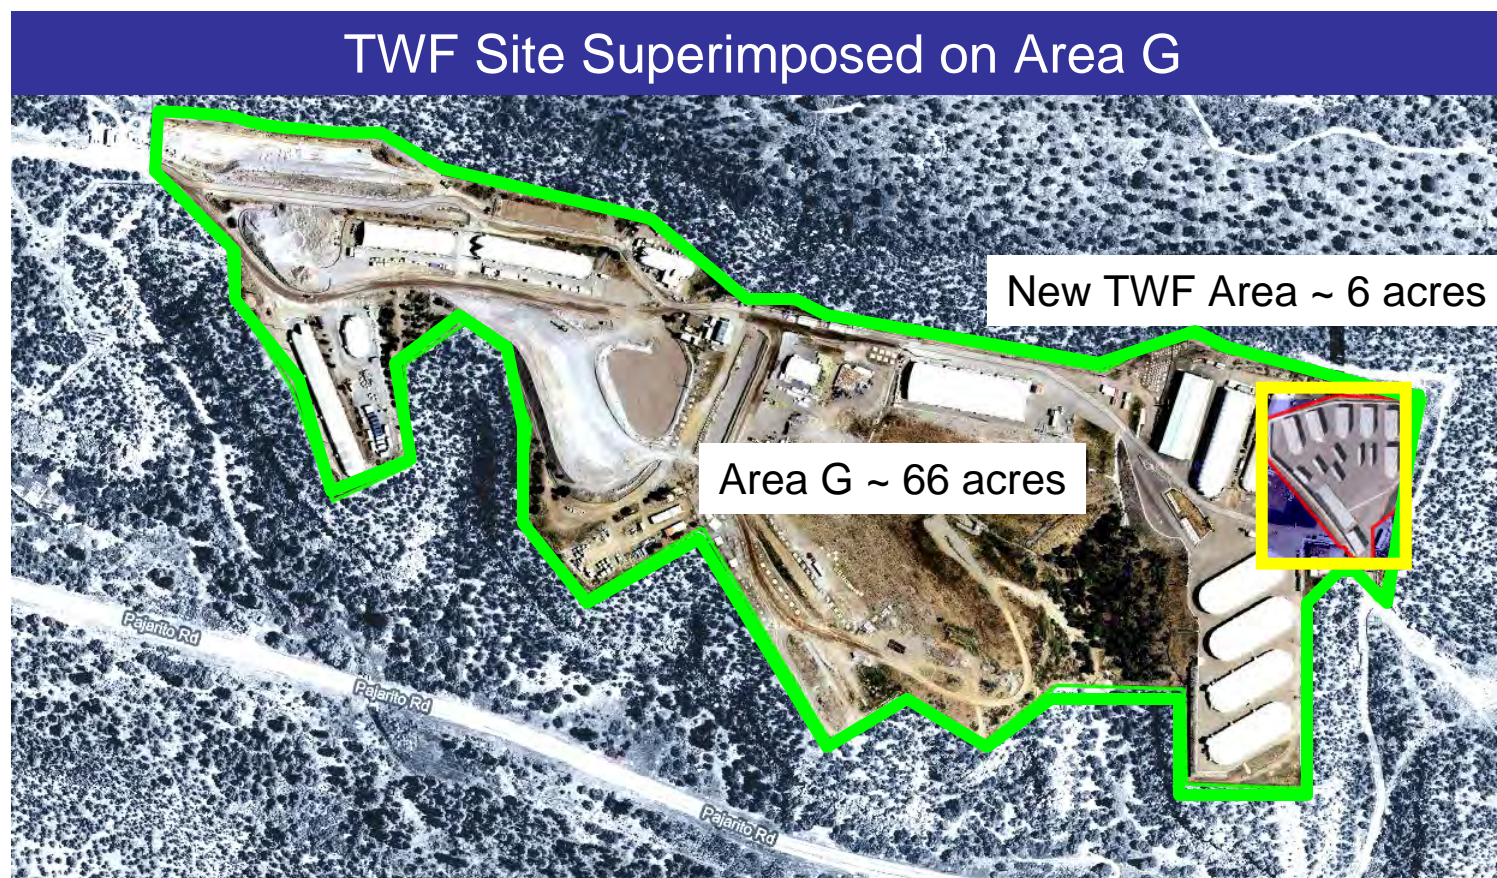 TWF Site Superimposed on Area G
New TWF Area ~ 6 acres
Area G ~ 66 acres
Pajarito Rd
Pajarito Rd
Pajarito Rd